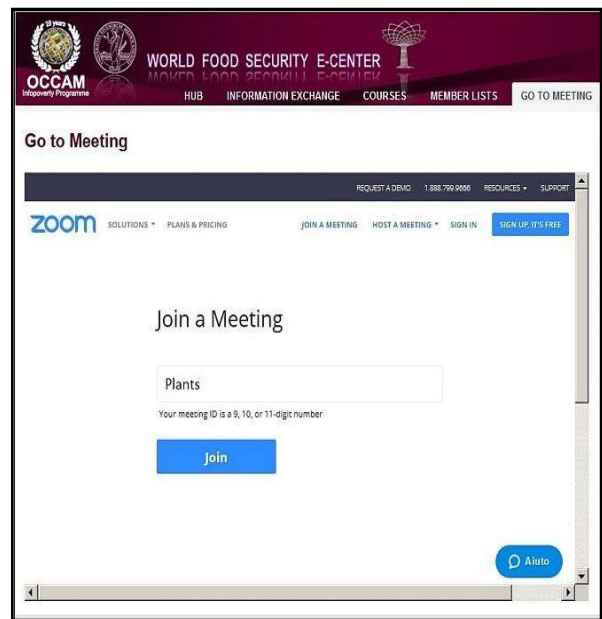 20 years
OCCAM
Infopoverty Programme
WORLD FOOD SECURITY E-CENTER
HUB INFORMATION EXCHANGE COURSES MEMBER LISTS GO TO MEETING
Go to Meeting
REQUEST A DEMO 1.888.799.9666 RESOURCES SUPPORT
zoom SOLUTIONS PLANS & PRICING JOIN A MEETING HOST A MEETING SIGN IN SIGN UP, IT'S FREE
Join a Meeting
Plants
Your meeting ID is a 9, 10, or 11-digit number
Join
Aiuto